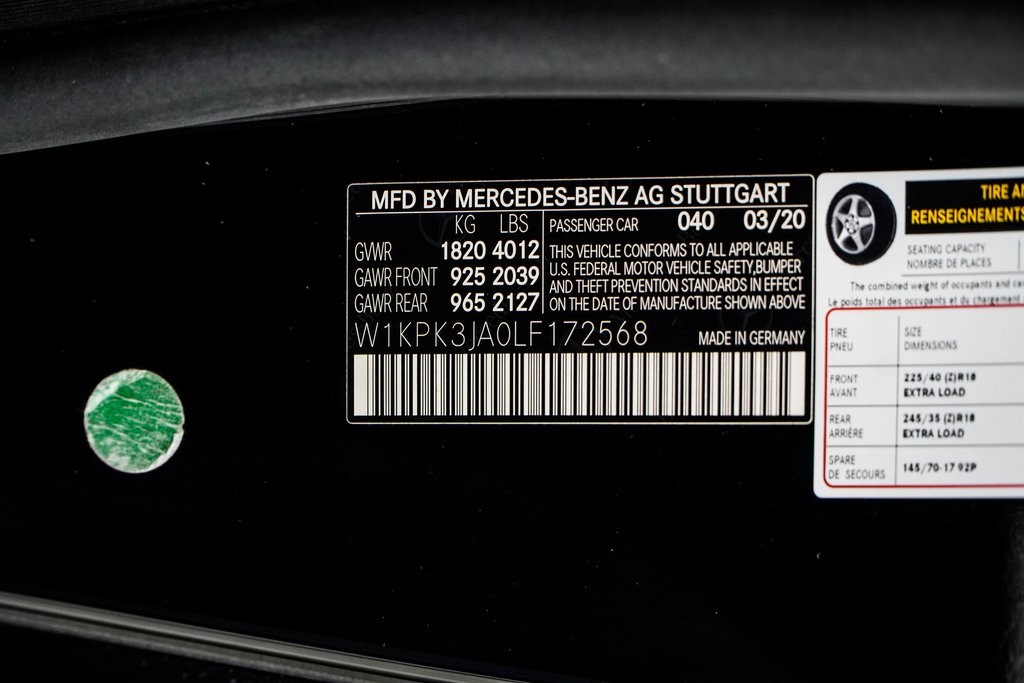 MFD BY MERCEDES-BENZ AG STUTTGART
KG LBS
GVWR 1820 4012
GAWR FRONT 925 2039
GAWR REAR 965 2127
PASSENGER CAR 040 03/20
THIS VEHICLE CONFORMS TO ALL APPLICABLE
U.S. FEDERAL MOTOR VEHICLE SAFETY,BUMPER
AND THEFT PREVENTION STANDARDS IN EFFECT
ON THE DATE OF MANUFACTURE SHOWN ABOVE
W1KPK3JA0LF172568 MADE IN GERMANY
TIRE
RENSEIGNEMENTS
SEATING CAPACITY
NOMBRE DE PLACES
The combined weight of occupants and
Le poids total des occupants et du chargement
TIRE SIZE
PNEU DIMENSIONS
FRONT 225/40 (Z)R18
AVANT EXTRA LOAD
REAR 245/35 (Z)R18
ARRIÈRE EXTRA LOAD
SPARE
DE SECOURS 145/70-17 92P